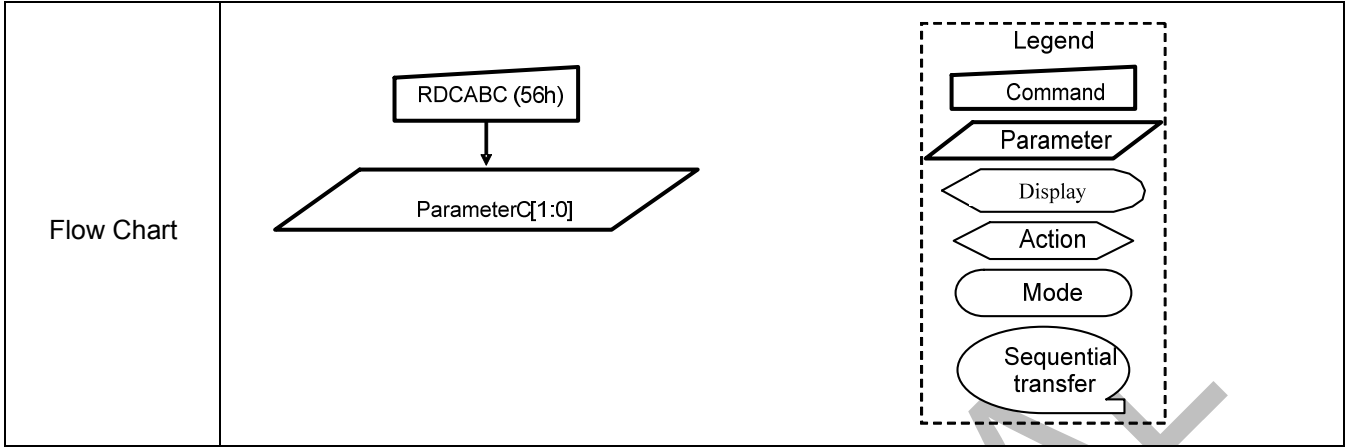 Flow Chart
RDCABC (56h)
ParameterC[1:0]
Legend
Command
Parameter
Display
Action
Mode
Sequential
transfer